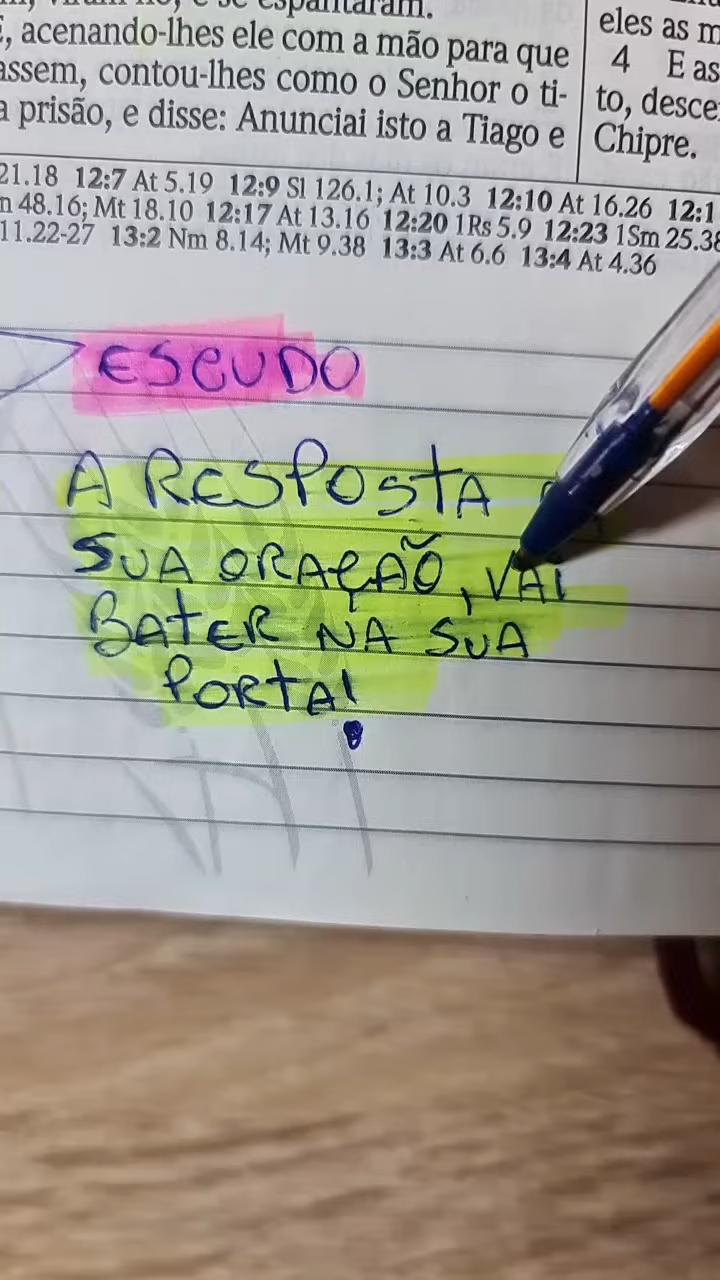 E, acenando-lhes ele com a mão para que
assem, contou-lhes como o Senhor o ti-
a prisão, e disse: Anunciai isto a Tiago e
eles as m
4 E as
to, desce
Chipre.
21.18 12:7 At 5.19 12:9 Sl 126.1; At 10.3 12:10 At 16.26 12:1
n 48.16; Mt 18.10 12:17 At 13.16 12:20 1Rs 5.9 12:23 1Sm 25.38
11.22-27 13:2 Nm 8.14; Mt 9.38 13:3 At 6.6 13:4 At 4.36
ESCUDO
A RESPOSTA
SUA ORAÇÃO, VAI
BATER NA SUA
PORTA!